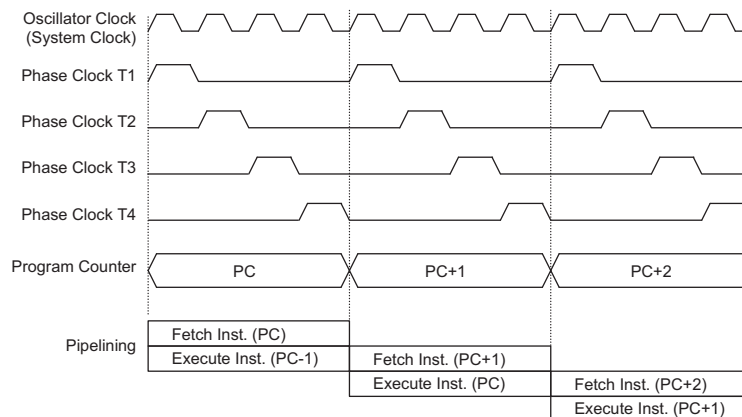 Oscillator Clock
(System Clock)
Phase Clock T1
Phase Clock T2
Phase Clock T3
Phase Clock T4
Program Counter
PC
PC+1
PC+2
Pipelining
Fetch Inst. (PC)
Execute Inst. (PC-1)
Fetch Inst. (PC+1)
Execute Inst. (PC)
Fetch Inst. (PC+2)
Execute Inst. (PC+1)